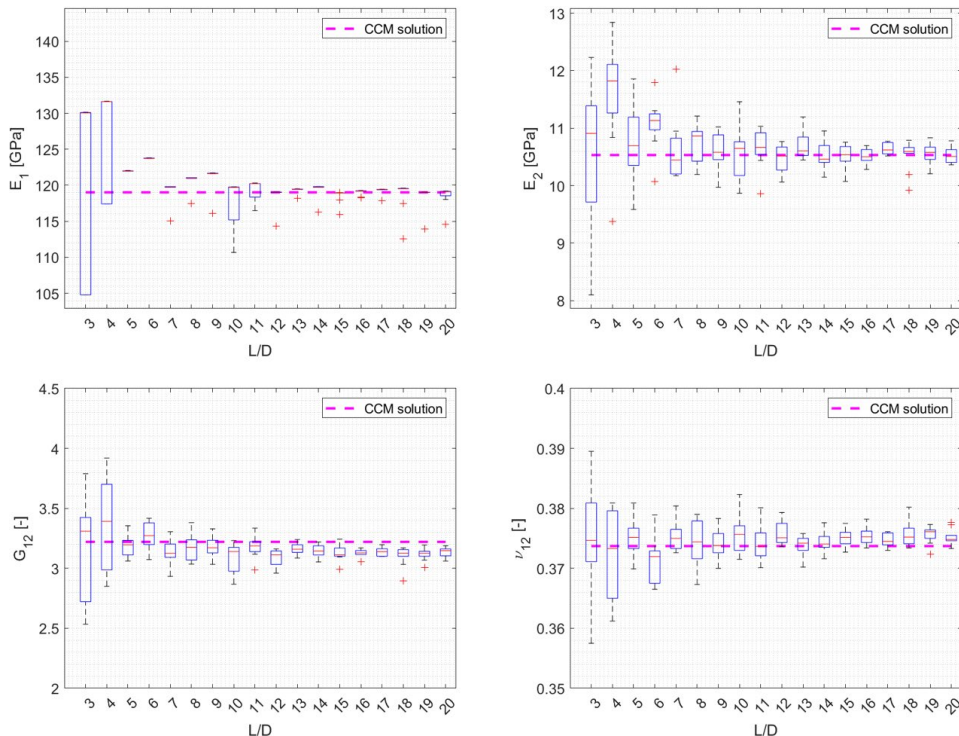 CCM solution
E1 [GPa]
140
135
130
125
120
115
110
105
3 4 5 6 7 8 9 10 11 12 13 14 15 16 17 18 19 20
L/D
CCM solution
E2 [GPa]
13
12
11
10
9
8
3 4 5 6 7 8 9 10 11 12 13 14 15 16 17 18 19 20
L/D
CCM solution
G12 [-]
4.5
4
3.5
3
2.5
2
3 4 5 6 7 8 9 10 11 12 13 14 15 16 17 18 19 20
L/D
CCM solution
ν12 [-]
0.4
0.39
0.38
0.37
0.36
0.35
3 4 5 6 7 8 9 10 11 12 13 14 15 16 17 18 19 20
L/D